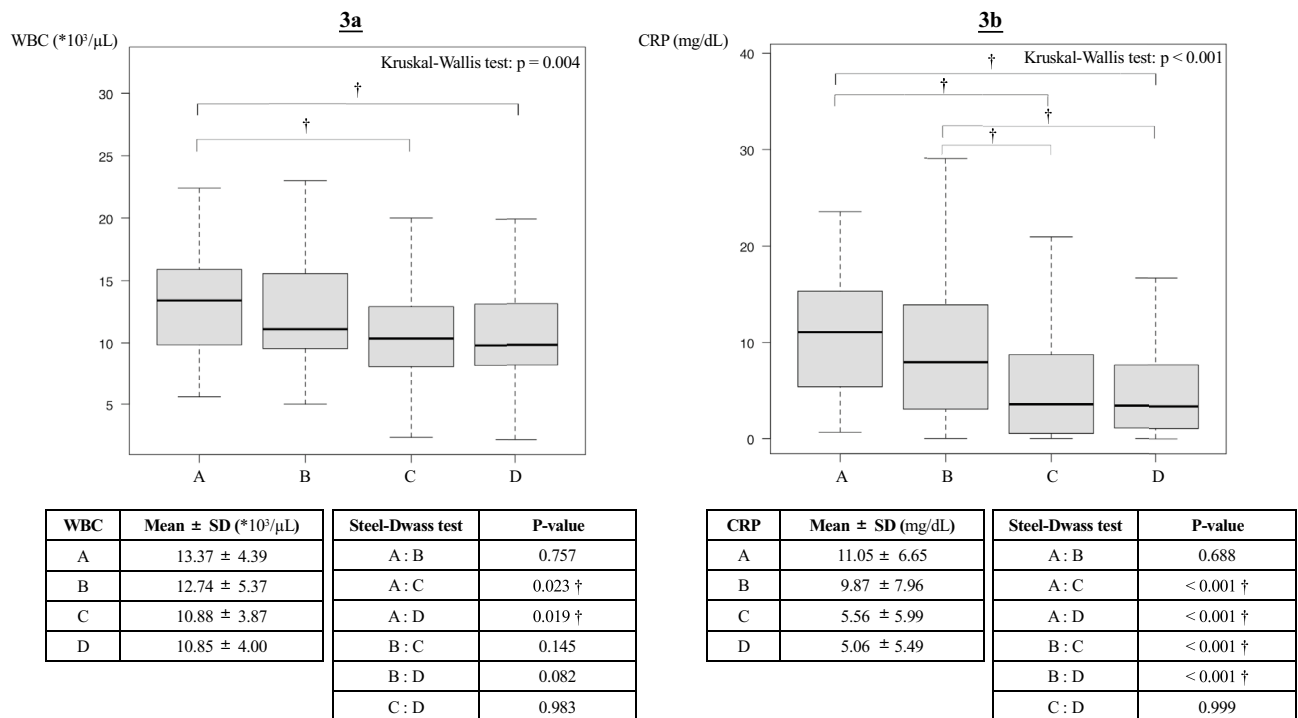 3a
WBC (*10³/μL)
Kruskal-Wallis test: p = 0.004
†
†
30
25
20
15
10
5
A B C D
WBC Mean ± SD (*10³/μL)
A 13.37 ± 4.39
B 12.74 ± 5.37
C 10.88 ± 3.87
D 10.85 ± 4.00
Steel-Dwass test P-value
A : B 0.757
A : C 0.023 †
A : D 0.019 †
B : C 0.145
B : D 0.082
C : D 0.983
3b
CRP (mg/dL)
Kruskal-Wallis test: p < 0.001
†
†
†
†
40
30
20
10
0
A B C D
CRP Mean ± SD (mg/dL)
A 11.05 ± 6.65
B 9.87 ± 7.96
C 5.56 ± 5.99
D 5.06 ± 5.49
Steel-Dwass test P-value
A : B 0.688
A : C < 0.001 †
A : D < 0.001 †
B : C < 0.001 †
B : D < 0.001 †
C : D 0.999